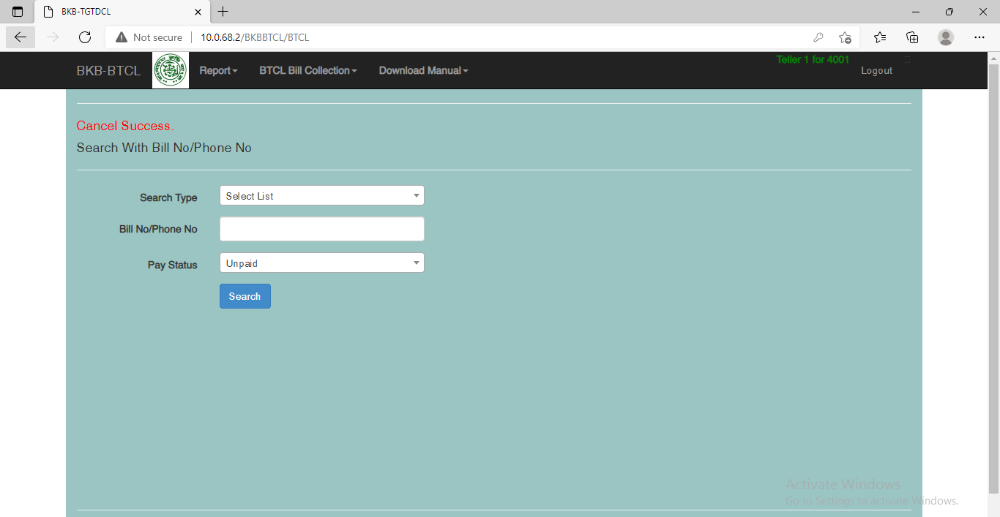 BKB-TGTDCL
Not secure 10.0.68.2/BKBBTCL/BTCL
BKB-BTCL Report BTCL Bill Collection Download Manual Teller 1 for 4001 Logout
Cancel Success.
Search With Bill No/Phone No
Search Type Select List
Bill No/Phone No
Pay Status Unpaid
Search
Activate Windows
Go to Settings to activate Windows.